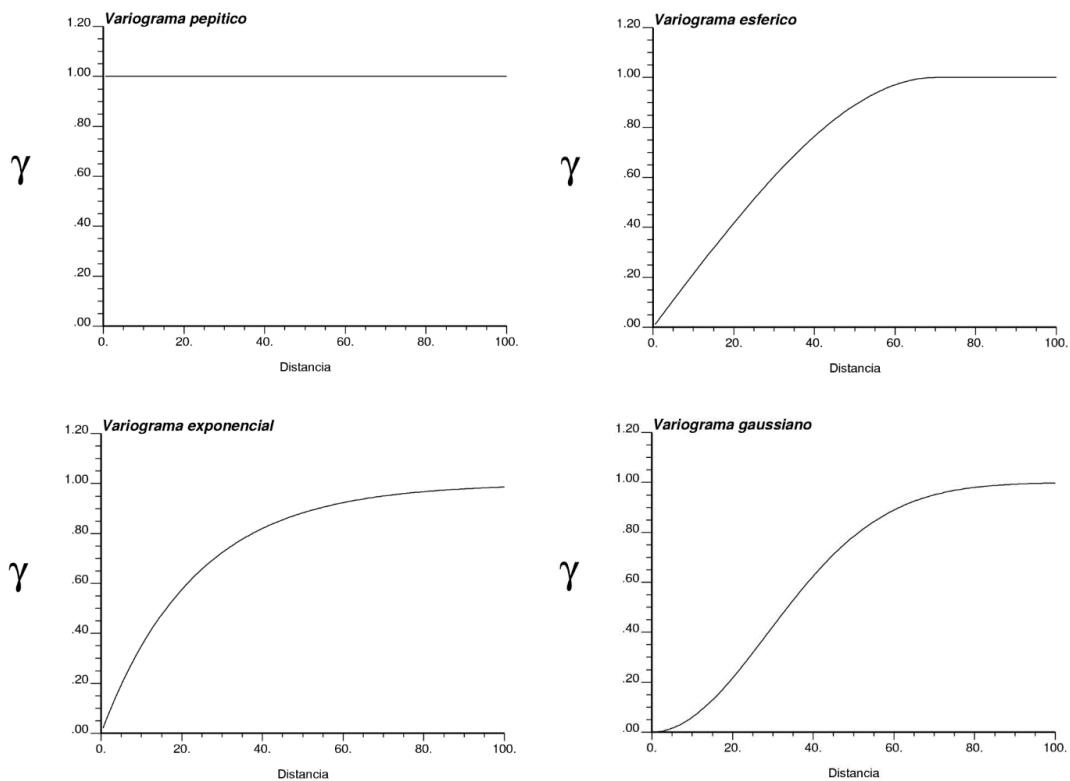 Variograma pepitico
1.20
1.00
.80
.60
.40
.20
.00
γ
0. 20. 40. 60. 80. 100.
Distancia
Variograma esferico
1.20
1.00
.80
.60
.40
.20
.00
γ
0. 20. 40. 60. 80. 100.
Distancia
Variograma exponencial
1.20
1.00
.80
.60
.40
.20
.00
γ
0. 20. 40. 60. 80. 100.
Distancia
Variograma gaussiano
1.20
1.00
.80
.60
.40
.20
.00
γ
0. 20. 40. 60. 80. 100.
Distancia